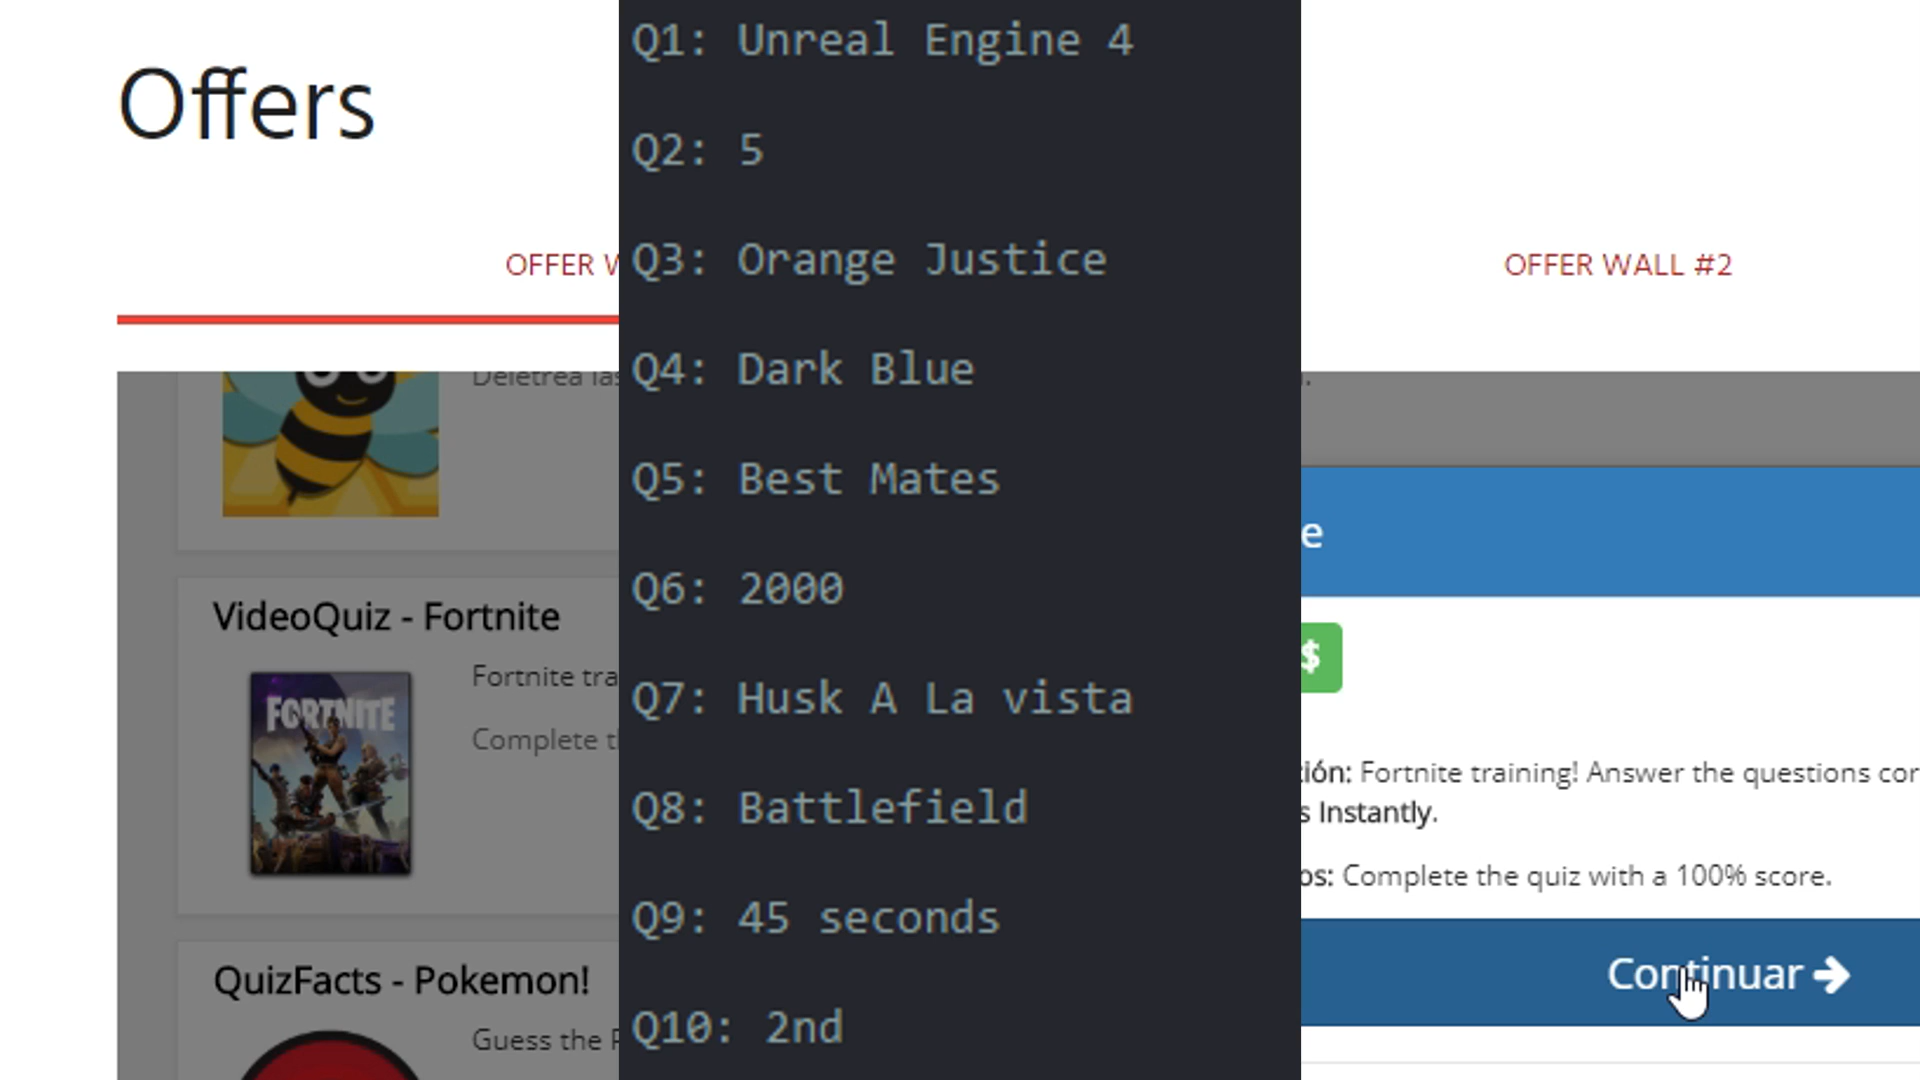 Offers
OFFER
OFFER WALL #2
Q1: Unreal Engine 4
Q2: 5
Q3: Orange Justice
Q4: Dark Blue
Q5: Best Mates
Q6: 2000
Q7: Husk A La vista
Q8: Battlefield
Q9: 45 seconds
Q10: 2nd
Deletrea las
VideoQuiz - Fortnite
FORTNITE
Fortnite tra
Complete t
QuizFacts - Pokemon!
Guess the
e
$
ión: Fortnite training! Answer the questions cor
s Instantly.
os: Complete the quiz with a 100% score.
Continuar